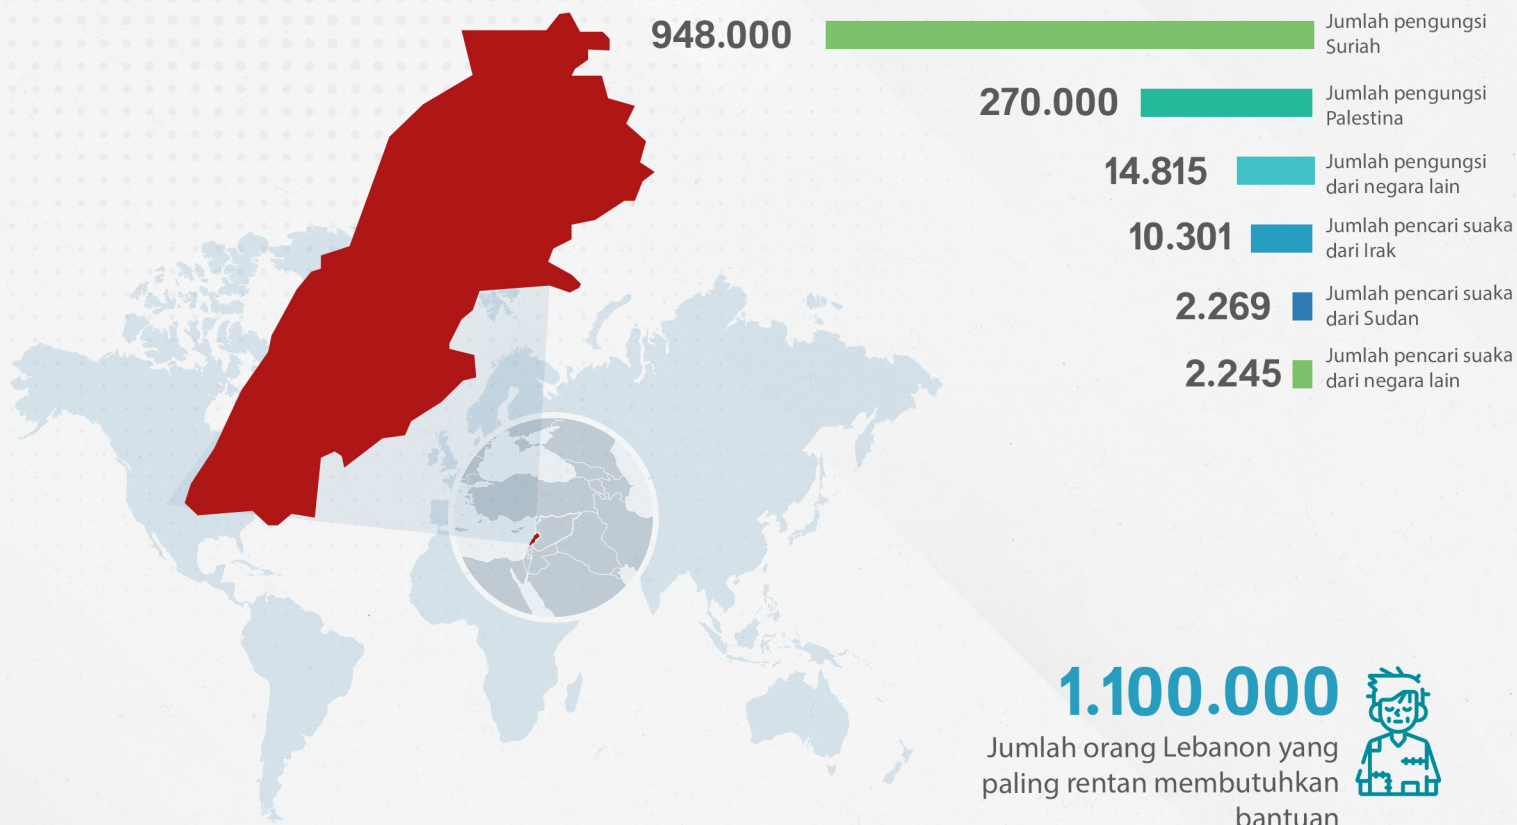 948.000
Jumlah pengungsi
Suriah
270.000
Jumlah pengungsi
Palestina
14.815
Jumlah pengungsi
dari negara lain
10.301
Jumlah pencari suaka
dari Irak
2.269
Jumlah pencari suaka
dari Sudan
2.245
Jumlah pencari suaka
dari negara lain
1.100.000
Jumlah orang Lebanon yang
paling rentan membutuhkan
bantuan